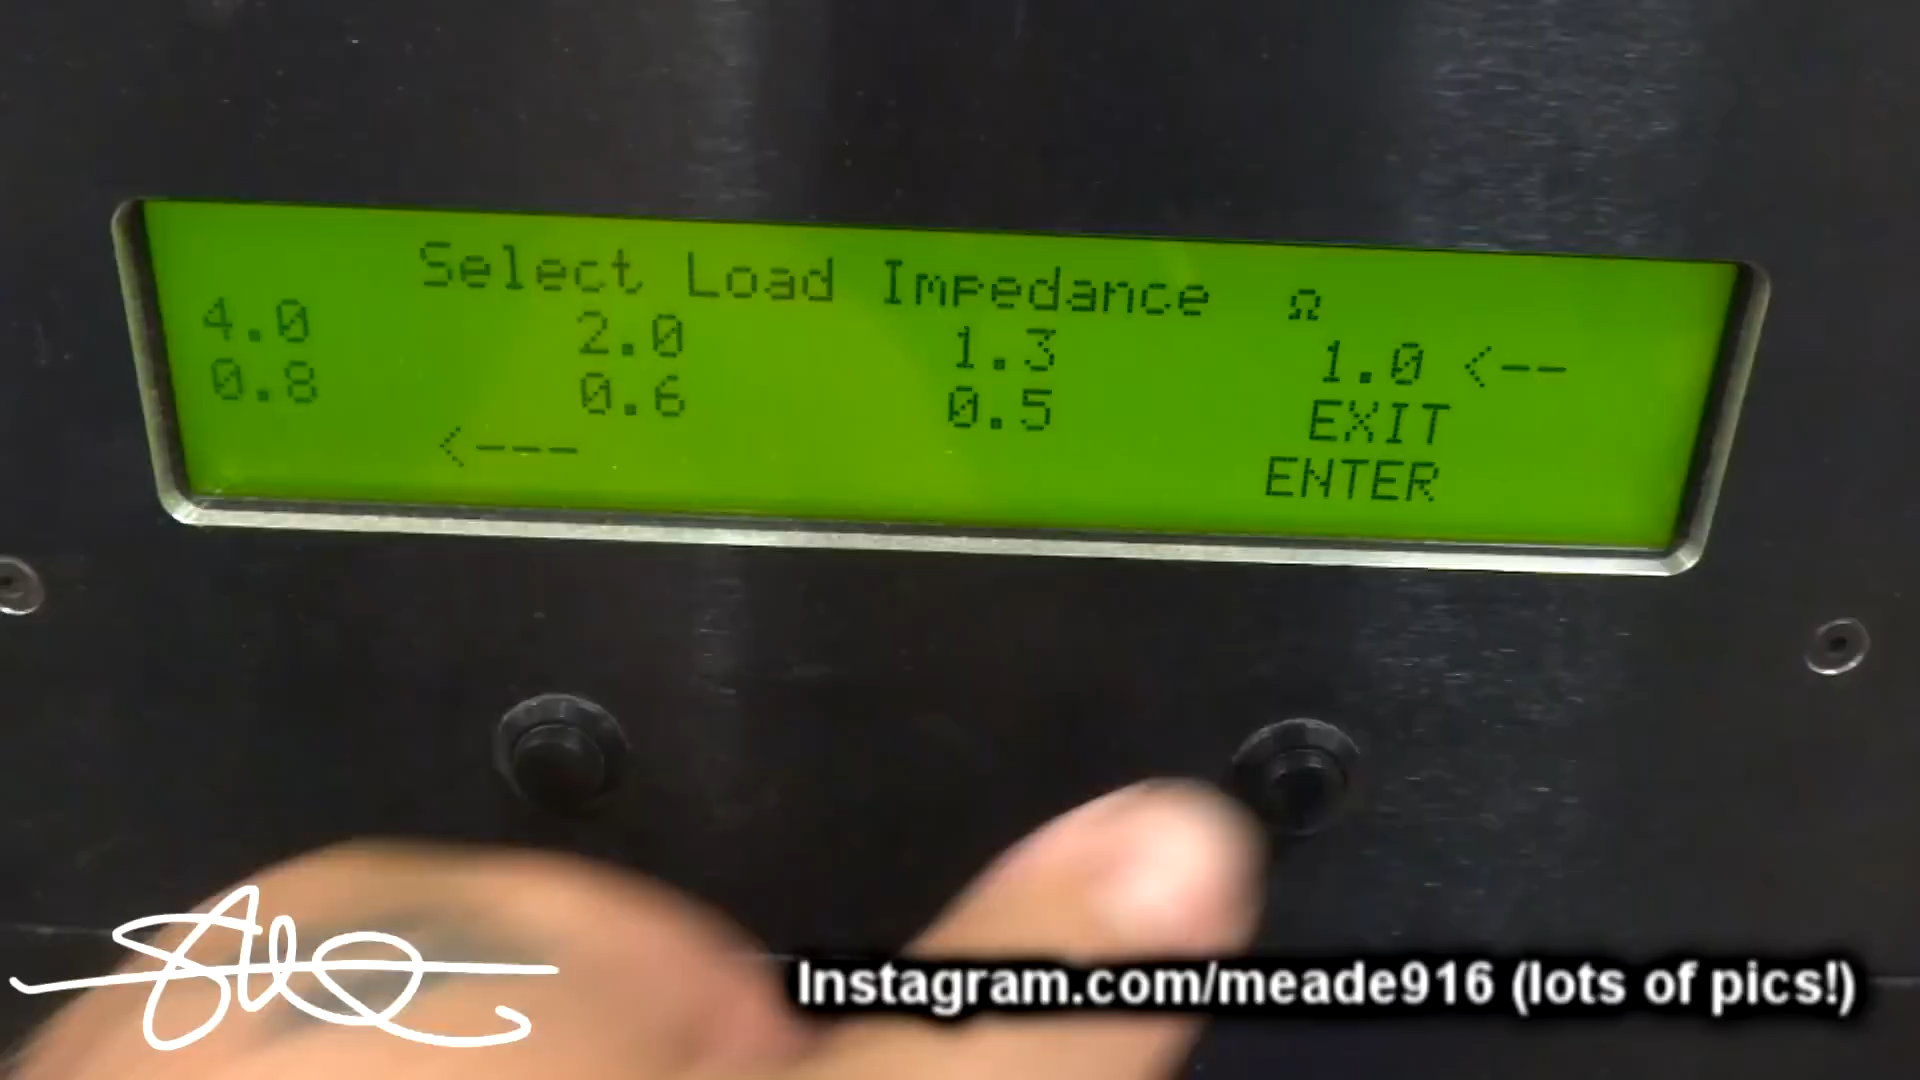 Select Load Impedance Ω
4.0 2.0 1.3 1.0 <--
0.8 0.6 0.5 EXIT
<--- ENTER
Instagram.com/meade916 (lots of pics!)